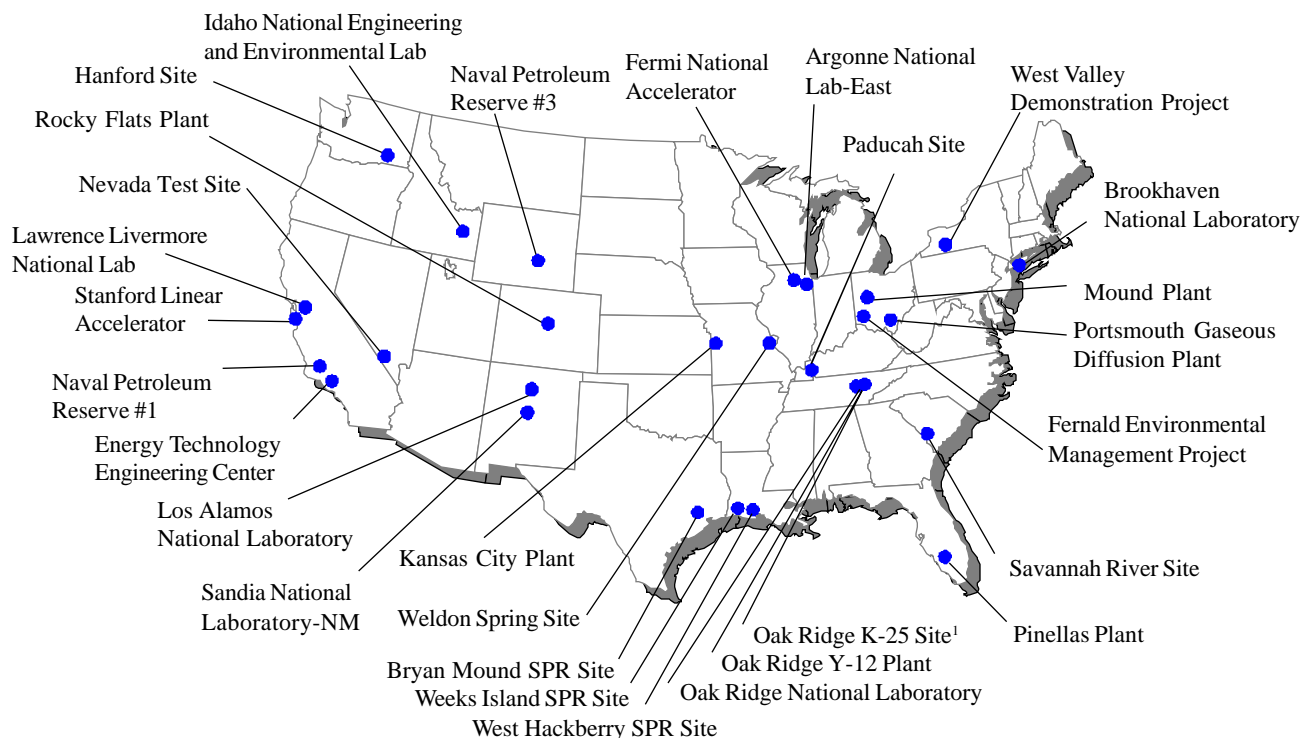 Idaho National Engineering
and Environmental Lab
Hanford Site
Rocky Flats Plant
Nevada Test Site
Lawrence Livermore
National Lab
Stanford Linear
Accelerator
Naval Petroleum
Reserve #1
Energy Technology
Engineering Center
Los Alamos
National Laboratory
Sandia National
Laboratory-NM
Naval Petroleum
Reserve #3
Fermi National
Accelerator
Argonne National
Lab-East
Paducah Site
West Valley
Demonstration Project
Brookhaven
National Laboratory
Mound Plant
Portsmouth Gaseous
Diffusion Plant
Fernald Environmental
Management Project
Savannah River Site
Pinellas Plant
Kansas City Plant
Weldon Spring Site
Bryan Mound SPR Site
Weeks Island SPR Site
West Hackberry SPR Site
Oak Ridge K-25 Site¹
Oak Ridge Y-12 Plant
Oak Ridge National Laboratory